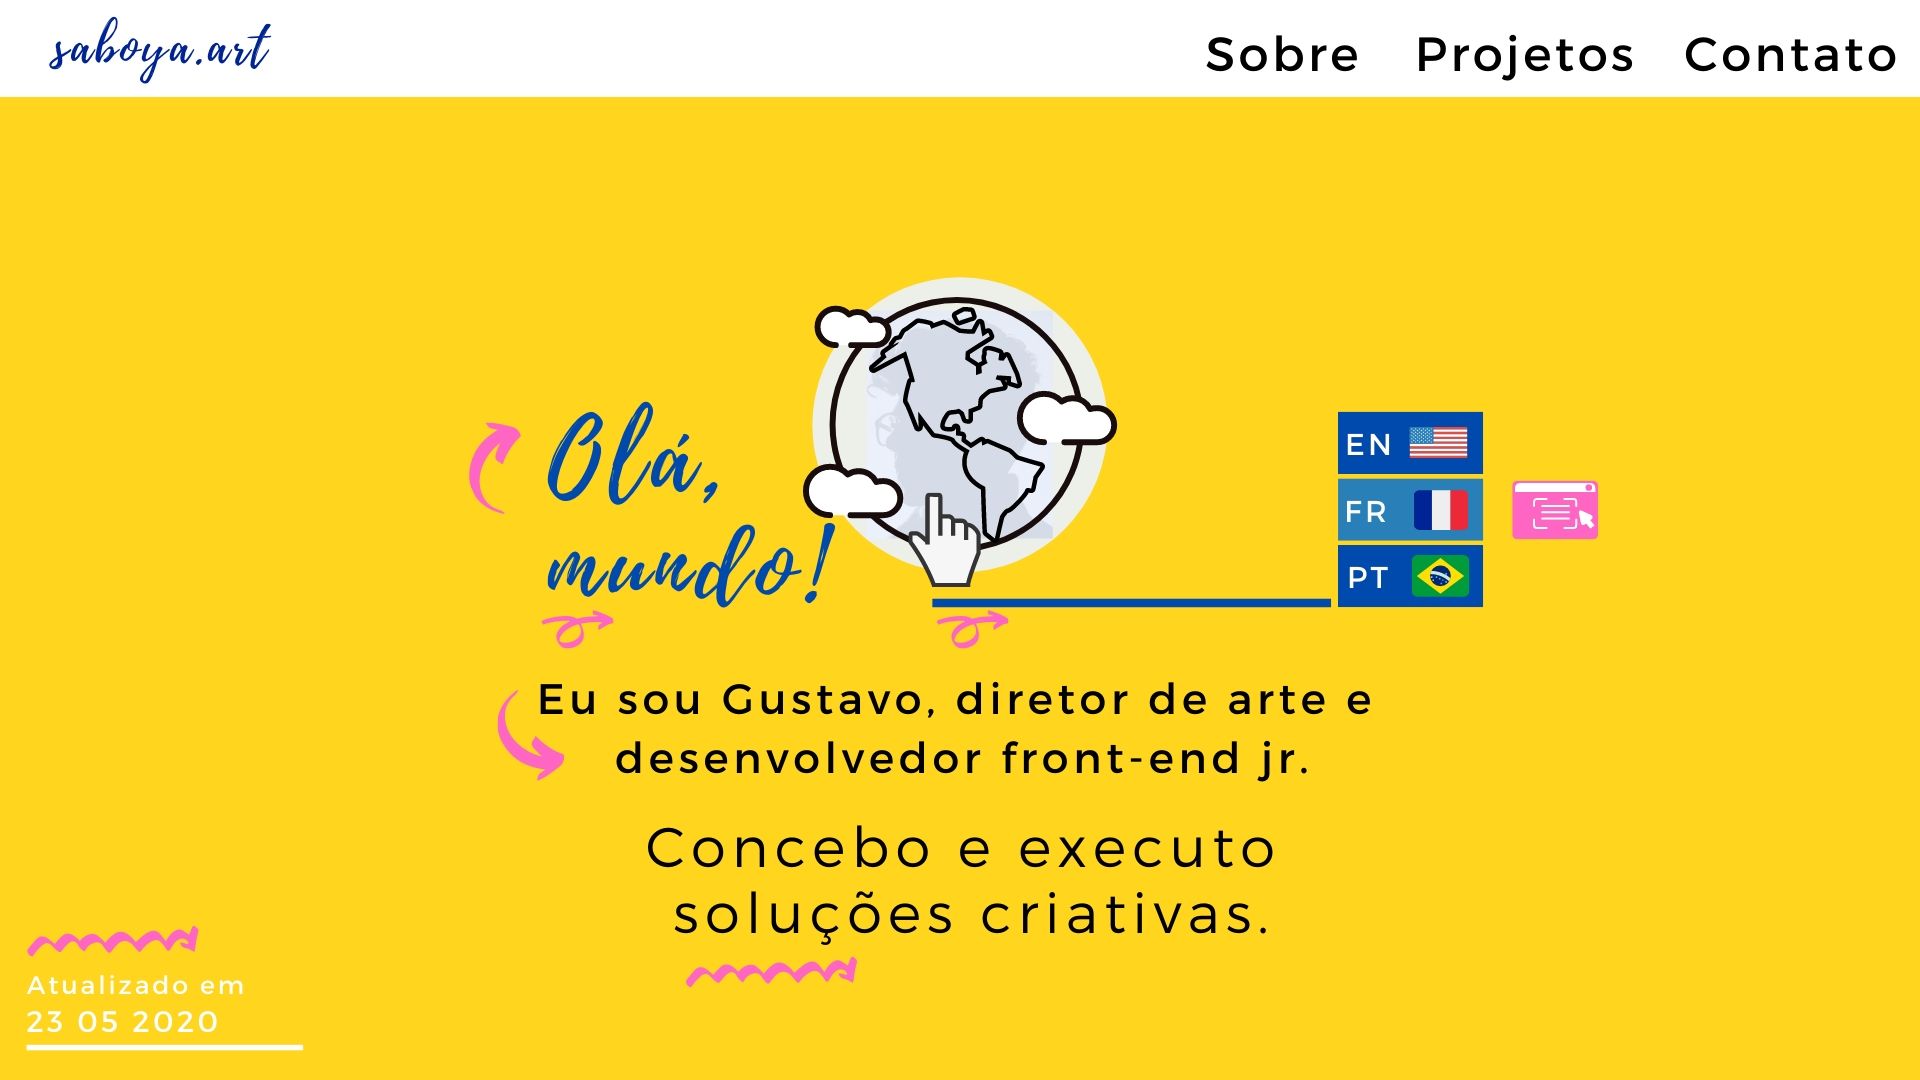 saboya.art
Sobre Projetos Contato
Olá,
mundo!
EN
FR
PT
Eu sou Gustavo, diretor de arte e
desenvolvedor front-end jr.
Concebo e executo
soluções criativas.
Atualizado em
23 05 2020